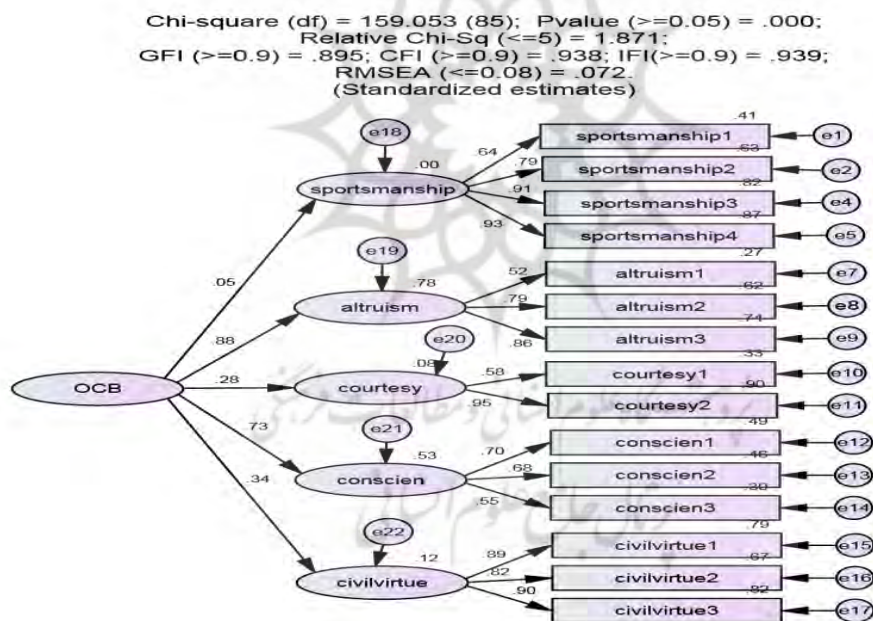 Chi-square (df) = 159.053 (85); Pvalue (>=0.05) = .000;
Relative Chi-Sq (<=5) = 1.871;
GFI (>=0.9) = .895; CFI (>=0.9) = .938; IFI(>=0.9) = .939;
RMSEA (<=0.08) = .072.
(Standardized estimates)
.41
e18
sportsmanship1
e1
.64
.00
.63
.79
sportsmanship2
e2
sportsmanship
.82
.91
sportsmanship3
e4
.87
.93
sportsmanship4
e5
e19
.27
.05
.78
.52
altruism1
e7
.62
altruism
.79
altruism2
e8
.74
.88
.86
altruism3
e9
e20
.33
.08
.58
courtesy1
e10
OCB
.28
courtesy
.90
.95
courtesy2
e11
e21
.49
.73
.53
.70
conscien1
e12
.46
conscien
.68
conscien2
e13
.34
.55
conscien3
e14
e22
.79
.12
.89
civilvirtue1
e15
.67
civilvirtue
.82
civilvirtue2
e16
.82
.90
civilvirtue3
e17